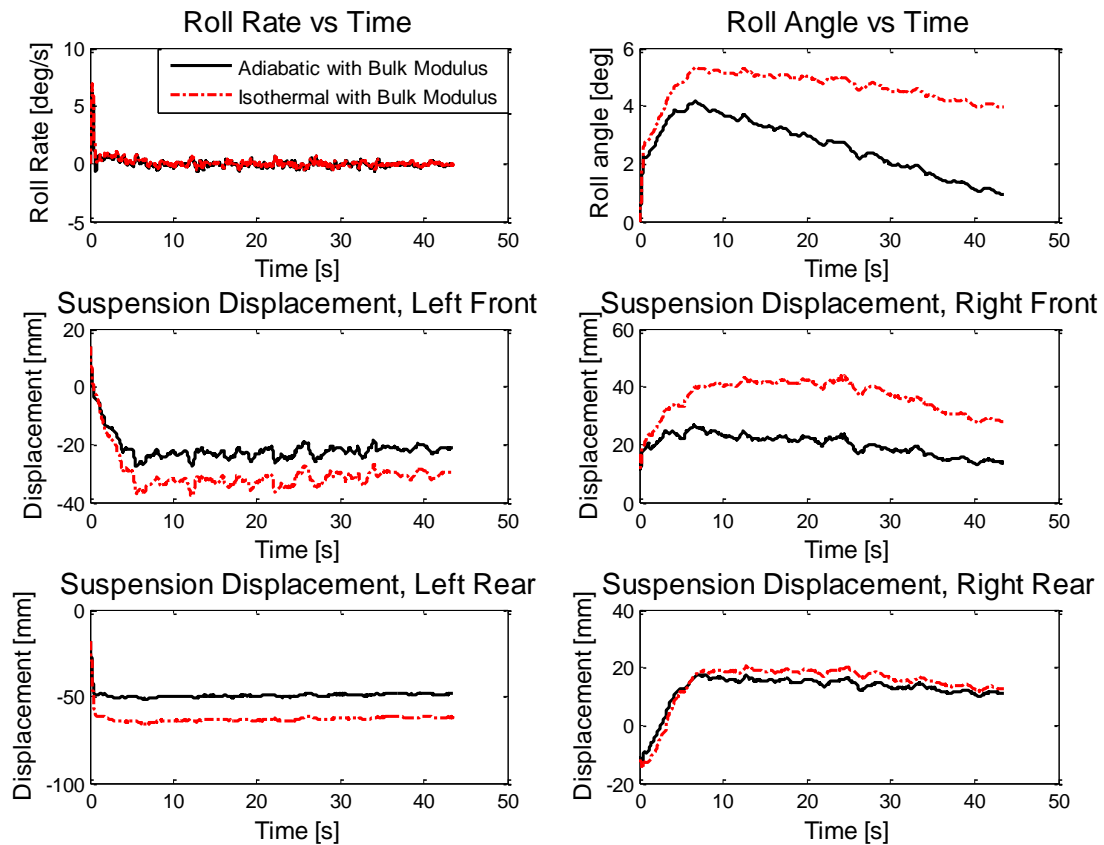 Roll Rate vs Time
Roll Rate [deg/s]
10
5
0
-5
Adiabatic with Bulk Modulus
Isothermal with Bulk Modulus
0 10 20 30 40 50
Time [s]
Roll Angle vs Time
Roll angle [deg]
6
4
2
0
0 10 20 30 40 50
Time [s]
Suspension Displacement, Left Front
Displacement [mm]
20
0
-20
-40
0 10 20 30 40 50
Time [s]
Suspension Displacement, Right Front
Displacement [mm]
60
40
20
0
0 10 20 30 40 50
Time [s]
Suspension Displacement, Left Rear
Displacement [mm]
0
-50
-100
0 10 20 30 40 50
Time [s]
Suspension Displacement, Right Rear
Displacement [mm]
40
20
0
-20
0 10 20 30 40 50
Time [s]